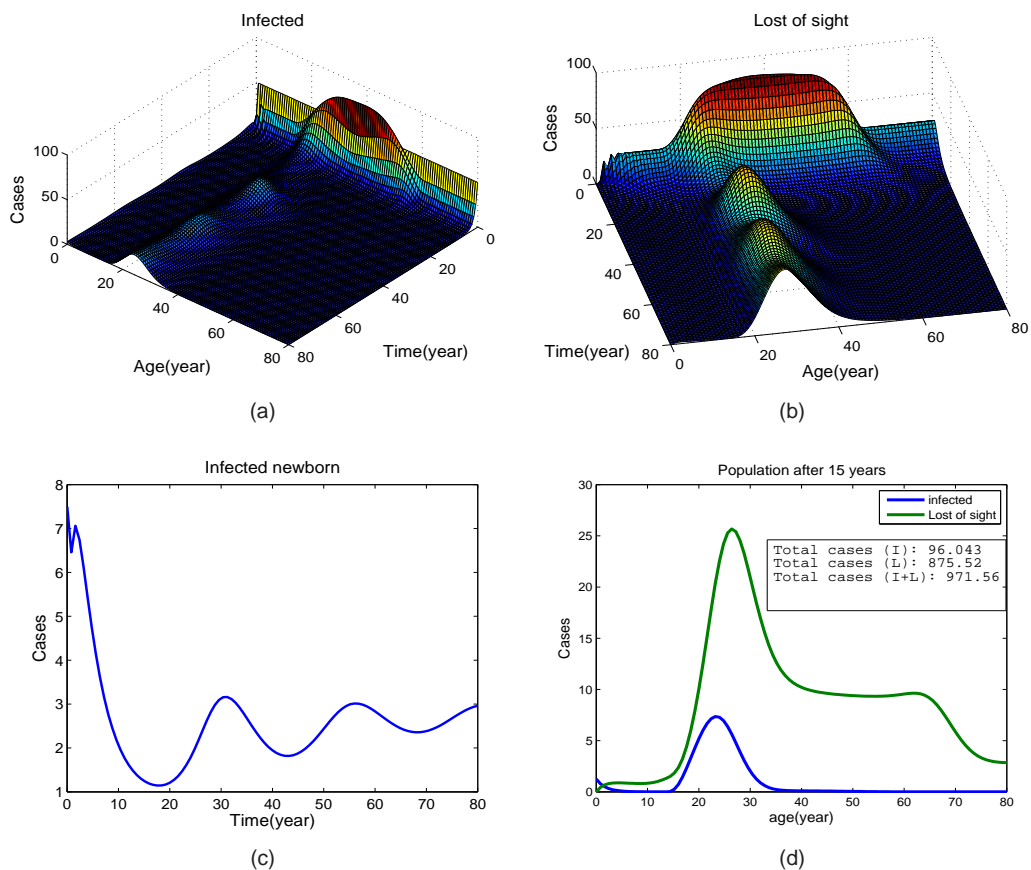 Infected
Cases
100
50
0
0
20
40
60
80
Age(year)
80
60
40
20
0
Time(year)
(a)
Lost of sight
Cases
100
50
0
0
20
40
60
80
Time(year)
0
20
40
60
80
Age(year)
(b)
Infected newborn
Cases
8
7
6
5
4
3
2
1
0 10 20 30 40 50 60 70 80
Time(year)
(c)
Population after 15 years
Cases
30
25
20
15
10
5
0
infected
Lost of sight
Total cases (I): 96.043
Total cases (L): 875.52
Total cases (I+L): 971.56
0 10 20 30 40 50 60 70 80
age(year)
(d)